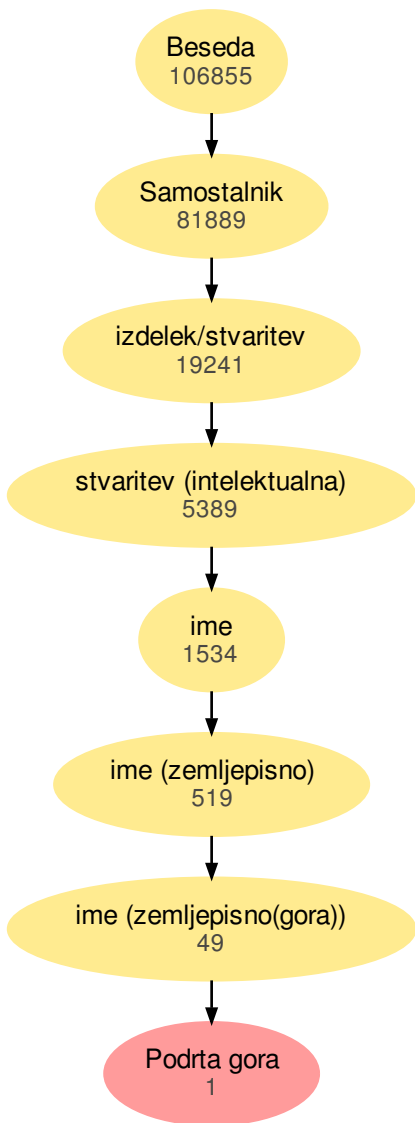 Beseda
106855
Samostalnik
81889
izdelek/stvaritev
19241
stvaritev (intelektualna)
5389
ime
1534
ime (zemljepisno)
519
ime (zemljepisno(gora))
49
Podrta gora
1